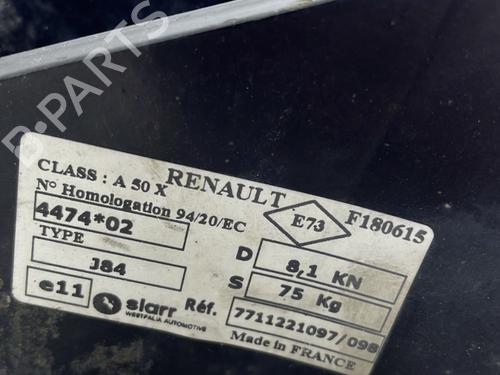 B-PARTS
RENAULT
CLASS : A 50 X
N° Homologation 94/20/EC
4474*02
E73
F180615
TYPE
J84
D 8,1 KN
S 75 Kg
e11 siarr Réf. 7711221097/098
WESTFALIA AUTOMOTIVE
Made in FRANCE